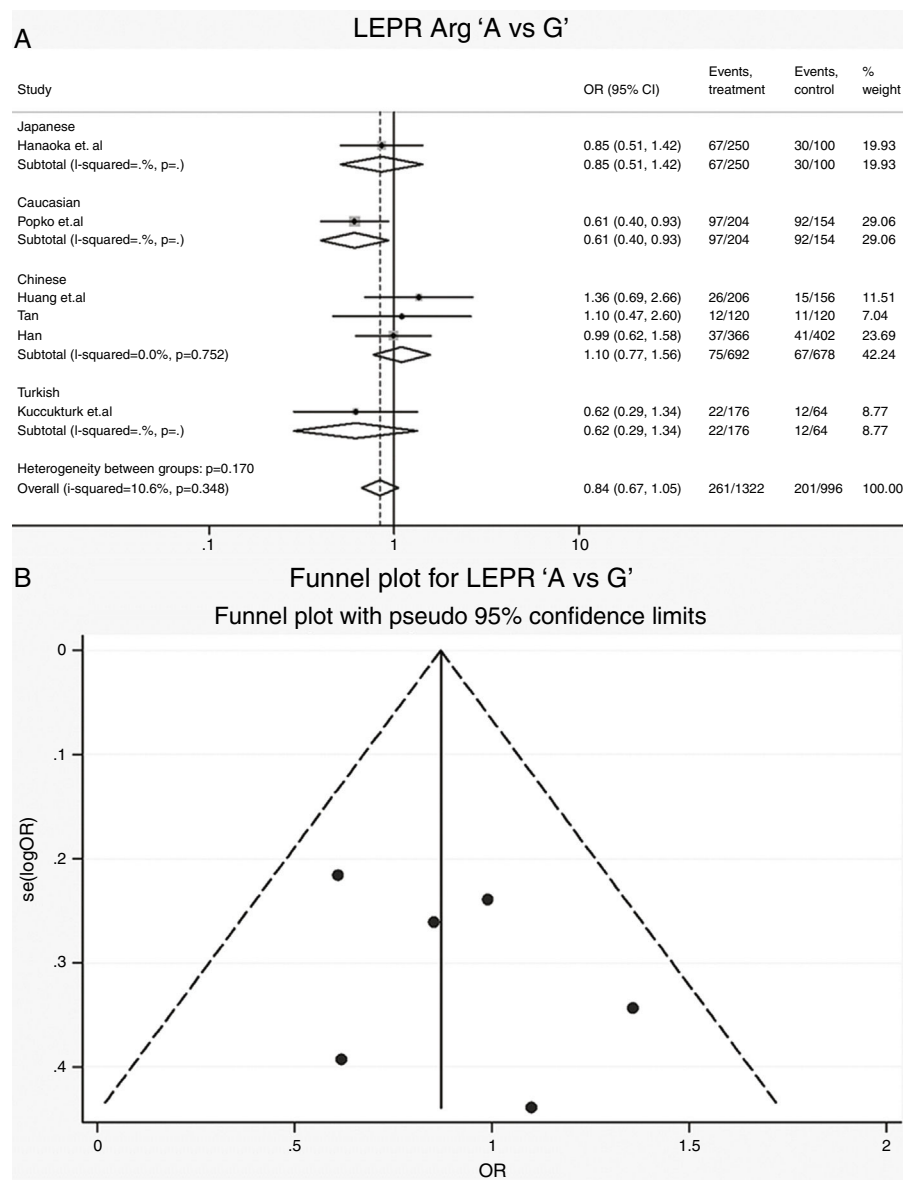 A
LEPR Arg ‘A vs G’
Study OR (95% CI) Events, treatment Events, control % weight
Japanese
Hanaoka et. al 0.85 (0.51, 1.42) 67/250 30/100 19.93
Subtotal (I-squared=.%, p=.) 0.85 (0.51, 1.42) 67/250 30/100 19.93
Caucasian
Popko et.al 0.61 (0.40, 0.93) 97/204 92/154 29.06
Subtotal (I-squared=.%, p=.) 0.61 (0.40, 0.93) 97/204 92/154 29.06
Chinese
Huang et.al 1.36 (0.69, 2.66) 26/206 15/156 11.51
Tan 1.10 (0.47, 2.60) 12/120 11/120 7.04
Han 0.99 (0.62, 1.58) 37/366 41/402 23.69
Subtotal (I-squared=0.0%, p=0.752) 1.10 (0.77, 1.56) 75/692 67/678 42.24
Turkish
Kuccukturk et.al 0.62 (0.29, 1.34) 22/176 12/64 8.77
Subtotal (I-squared=.%, p=.) 0.62 (0.29, 1.34) 22/176 12/64 8.77
Heterogeneity between groups: p=0.170
Overall (i-squared=10.6%, p=0.348) 0.84 (0.67, 1.05) 261/1322 201/996 100.00
.1 1 10
B
Funnel plot for LEPR ‘A vs G’
Funnel plot with pseudo 95% confidence limits
se(logOR)
0
.1
.2
.3
.4
0 .5 1 1.5 2
OR